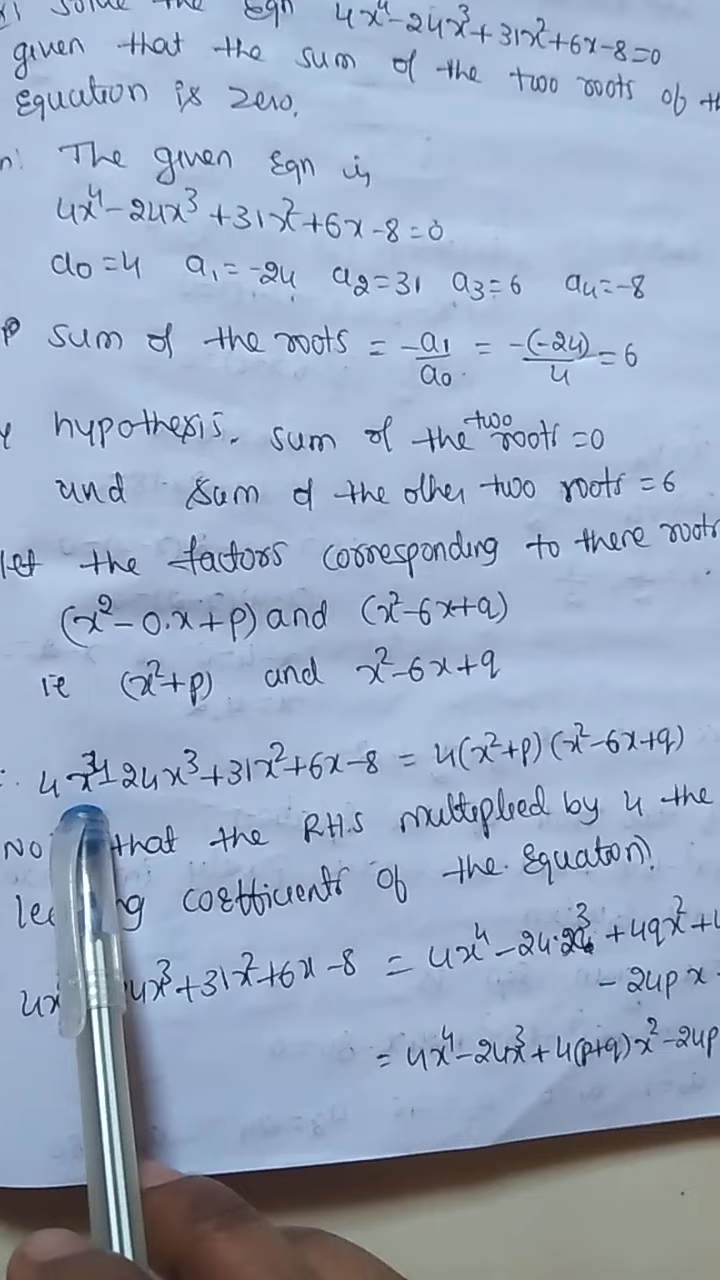 Solve the Eqn 4x⁴-24x³+31x²+6x-8=0
given that the sum of the two roots of
Equation is zero.
The given Eqn is
4x⁴-24x³+31x²+6x-8=0
a₀=4 a₁=-24 a₂=31 a₃=6 a₄=-8
sum of the roots = -a₁/a₀ = -(-24)/4 = 6
hypothesis. sum of the two roots =0
and sum of the other two roots = 6
let the factors corresponding to there roots
(x²-0.x+p) and (x²-6x+q)
ie (x²+p) and x²-6x+q
-24x³+31x²+6x-8 = 4(x²+p)(x²-6x+q)
that the RHS multiplied by 4 the
coefficients of the Equation.
+31x²+6x-8 = 4x⁴-24x³+4qx²+
-24px
= 4x⁴-24x³+4(p+q)x²-24p